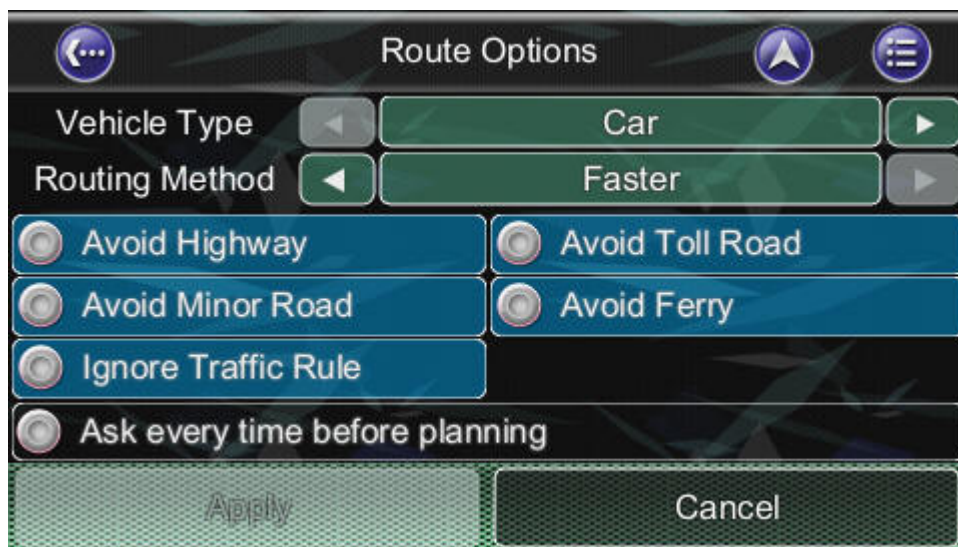 Route Options
Vehicle Type Car
Routing Method Faster
Avoid Highway Avoid Toll Road
Avoid Minor Road Avoid Ferry
Ignore Traffic Rule
Ask every time before planning
Apply Cancel